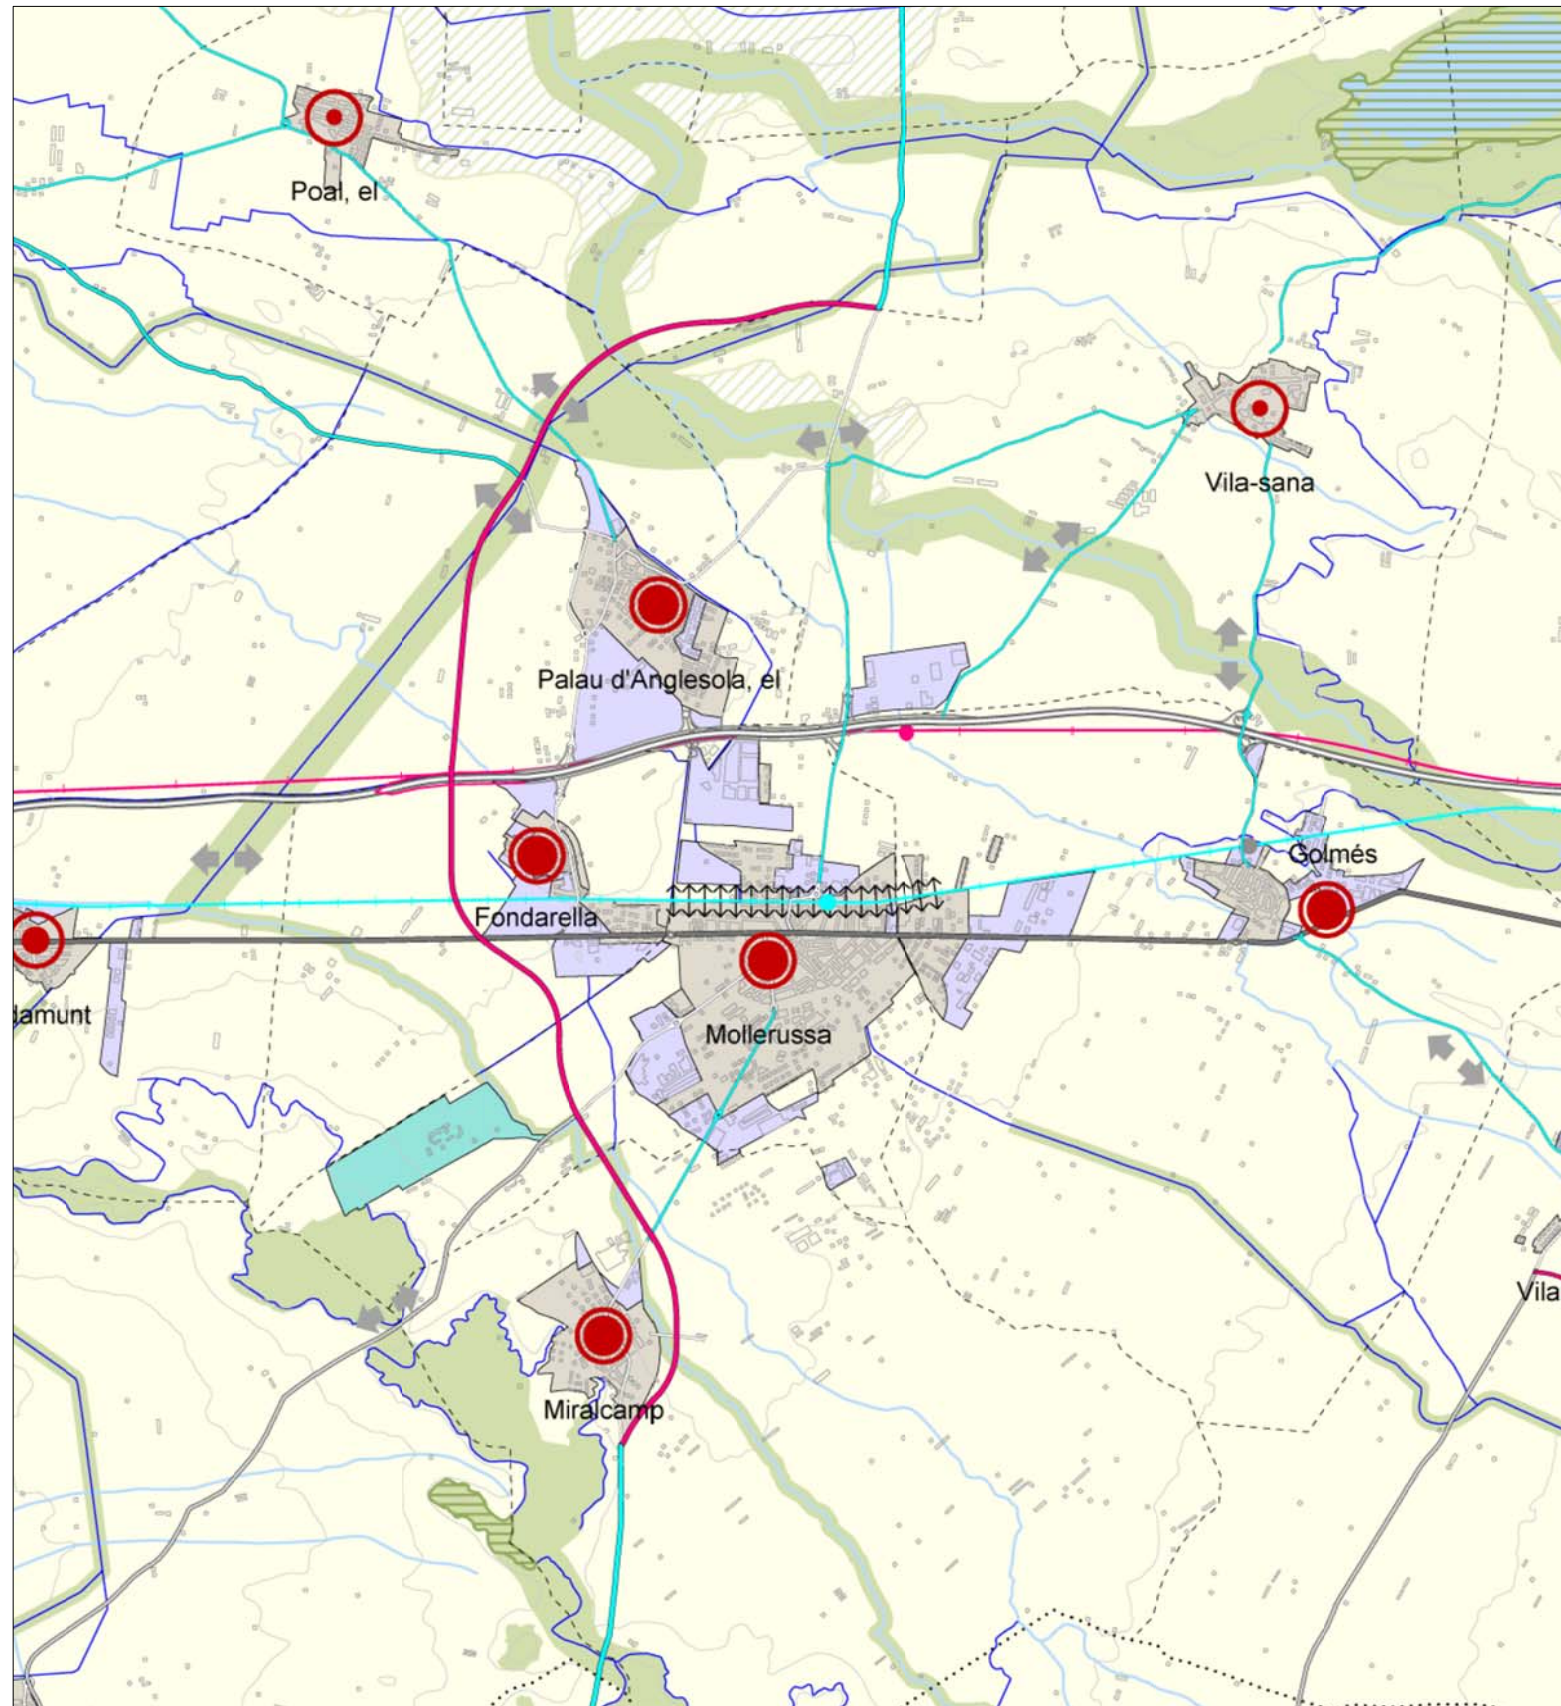 Poal, el
Vila-sana
Palau d'Anglesola, el
Golmés
Fondarella
damunt
Mollerussa
Vila
Miralcamp